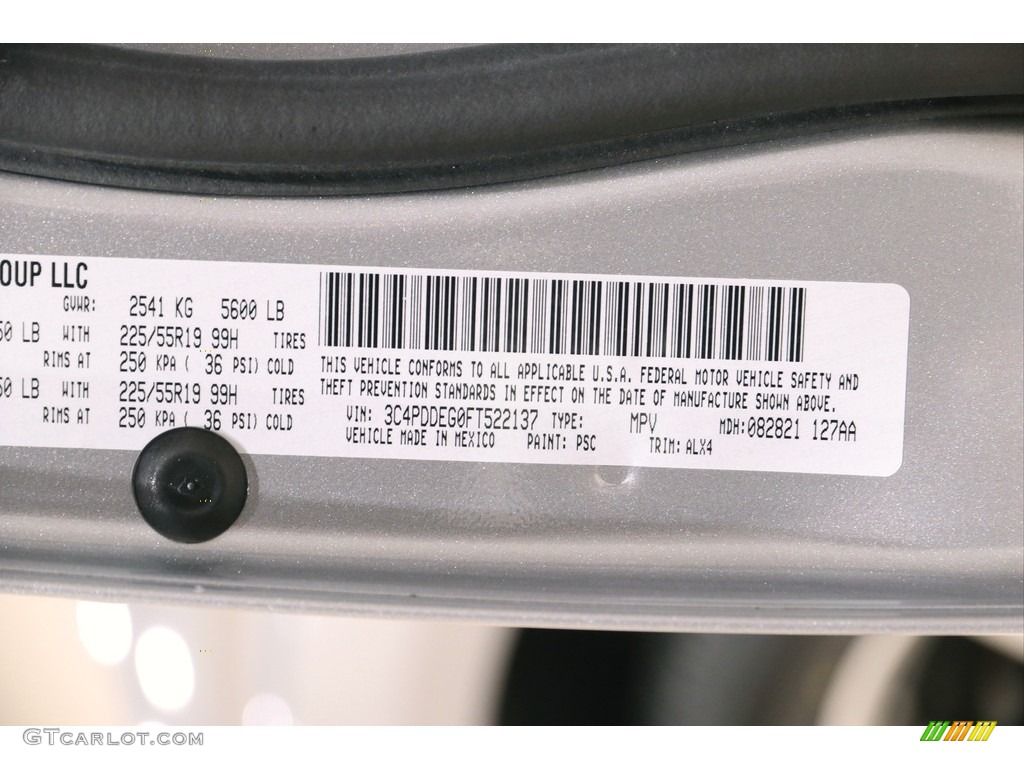 OUP LLC
GVWR: 2541 KG 5600 LB
50 LB WITH 225/55R19 99H TIRES
RIMS AT 250 KPA ( 36 PSI) COLD
50 LB WITH 225/55R19 99H TIRES
RIMS AT 250 KPA ( 36 PSI) COLD
THIS VEHICLE CONFORMS TO ALL APPLICABLE U.S.A. FEDERAL MOTOR VEHICLE SAFETY AND
THEFT PREVENTION STANDARDS IN EFFECT ON THE DATE OF MANUFACTURE SHOWN ABOVE.
VIN: 3C4PDDEG0FT522137 TYPE: MPV MDH:082821 127AA
VEHICLE MADE IN MEXICO PAINT: PSC TRIM: ALX4
GTCarlot.com